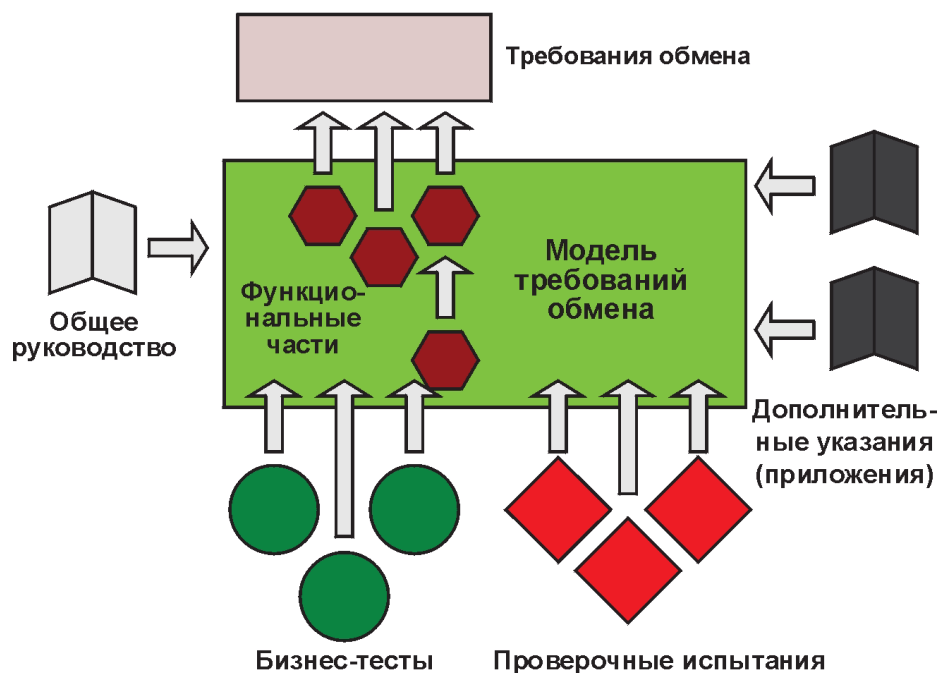 Требования обмена
Модель
требований
обмена
Функцио-
нальные
части
Общее
руководство
Дополнитель-
ные указания
(приложения)
Бизнес-тесты
Проверочные испытания